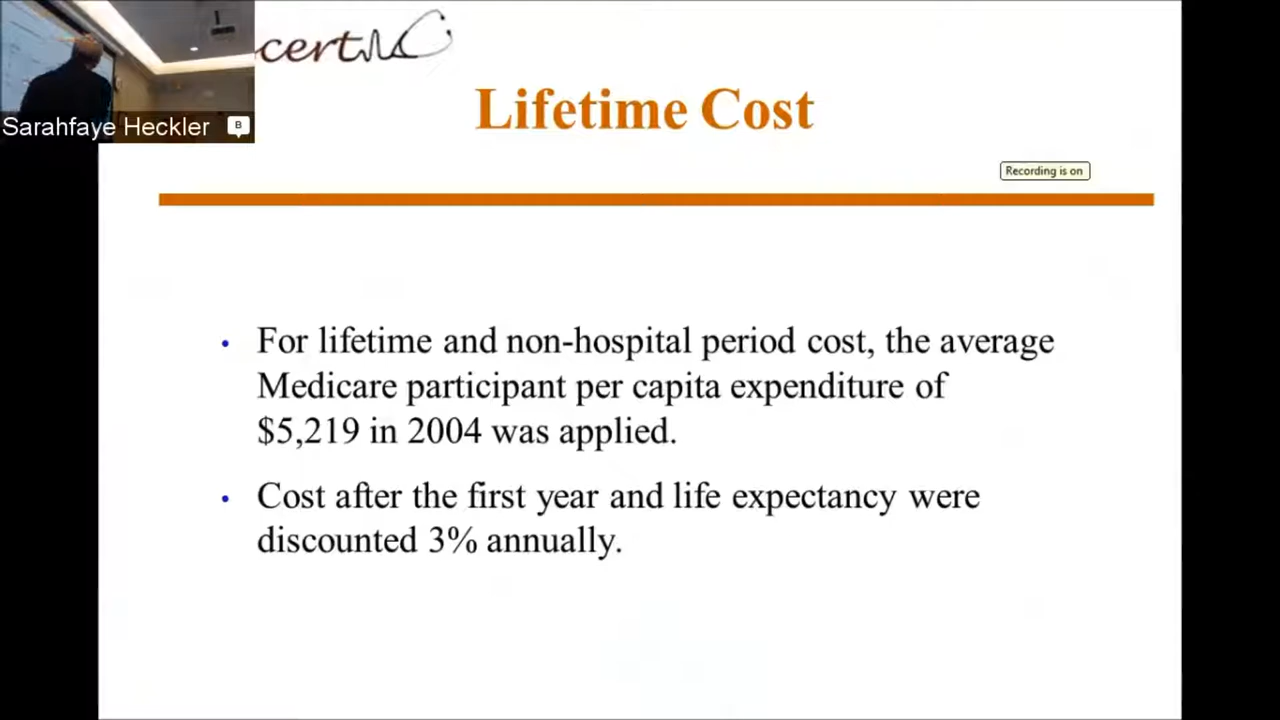 cert
Lifetime Cost
Sarahfaye Heckler
B
Recording is on
• For lifetime and non-hospital period cost, the average
Medicare participant per capita expenditure of
$5,219 in 2004 was applied.
• Cost after the first year and life expectancy were
discounted 3% annually.